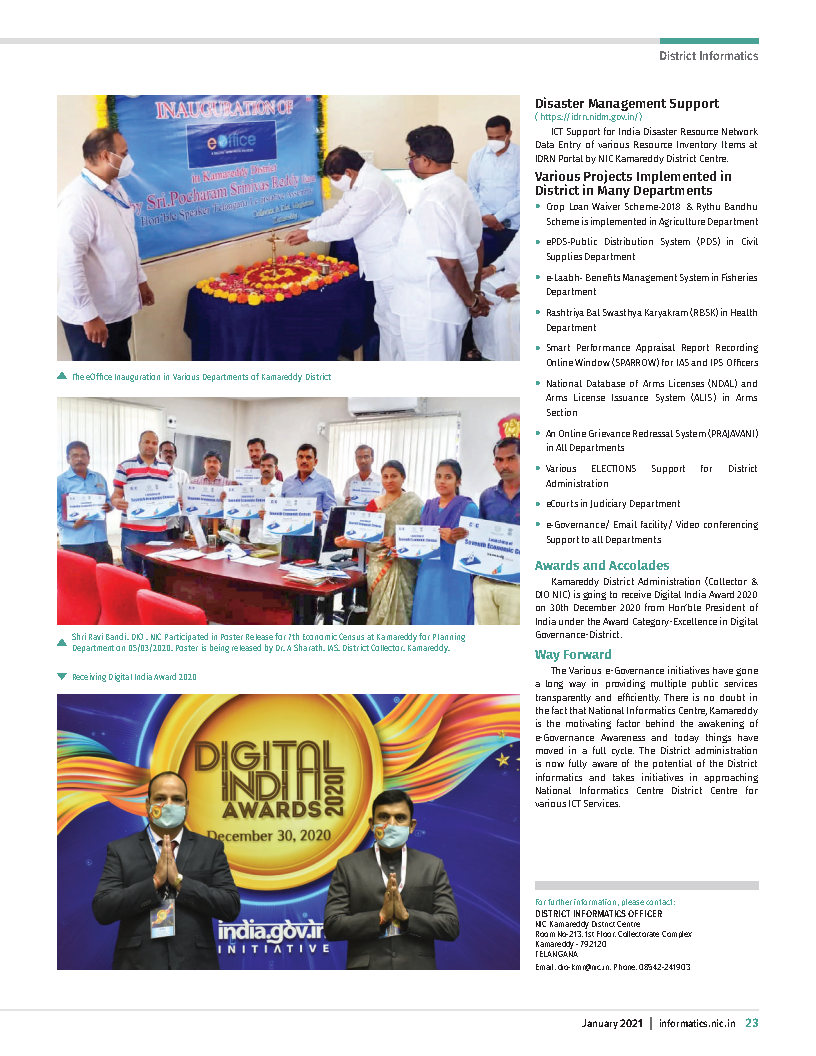 District Informatics
INAUGURATION OF
eOffice
in Kamareddy District
by Sri.Pocharam Srinivas Reddy
Hon'ble Speaker Telangana Legislative Assembly
The eOffice Inauguration in Various Departments of Kamareddy District
Seventh Economic Census
Shri Ravi Bandi, DIO , NIC Participated in Poster Release for 7th Economic Census at Kamareddy for Planning
Department on 05/03/2020. Poster is being released by Dr. A Sharath, IAS, District Collector, Kamareddy.
Receiving Digital India Award 2020
DIGITAL
INDIA
AWARDS 2020
December 30, 2020
india.gov.in
INITIATIVE
Disaster Management Support
( https://idrn.nidm.gov.in/ )
ICT Support for India Disaster Resource Network
Data Entry of various Resource Inventory Items at
IDRN Portal by NIC Kamareddy District Centre.
Various Projects Implemented in
District in Many Departments
• Crop Loan Waiver Scheme-2018 & Rythu Bandhu
Scheme is implemented in Agriculture Department
• ePDS-Public Distribution System (PDS) in Civil
Supplies Department
• e-Laabh- Benefits Management System in Fisheries
Department
• Rashtriya Bal Swasthya Karyakram (RBSK) in Health
Department
• Smart Performance Appraisal Report Recording
Online Window (SPARROW) for IAS and IPS Officers
• National Database of Arms Licenses (NDAL) and
Arms License Issuance System (ALIS) in Arms
Section
• An Online Grievance Redressal System (PRAJAVANI)
in All Departments
• Various ELECTIONS Support for District
Administration
• eCourts in Judiciary Department
• e-Governance/ Email facility/ Video conferencing
Support to all Departments
Awards and Accolades
Kamareddy District Administration (Collector &
DIO NIC) is going to receive Digital India Award 2020
on 30th December 2020 from Hon'ble President of
India under the Award Category-Excellence in Digital
Governance-District.
Way Forward
The Various e-Governance initiatives have gone
a long way in providing multiple public services
transparently and efficiently. There is no doubt in
the fact that National Informatics Centre, Kamareddy
is the motivating factor behind the awakening of
e-Governance Awareness and today things have
moved in a full cycle. The District administration
is now fully aware of the potential of the District
informatics and takes initiatives in approaching
National Informatics Centre District Centre for
various ICT Services.
For further information, please contact:
DISTRICT INFORMATICS OFFICER
NIC Kamareddy District Centre
Room No-213, 1st Floor, Collectorate Complex
Kamareddy - 792120
TELANGANA
Email: dio-kmr@nic.in, Phone: 08542-241903
January 2021 | informatics.nic.in 23